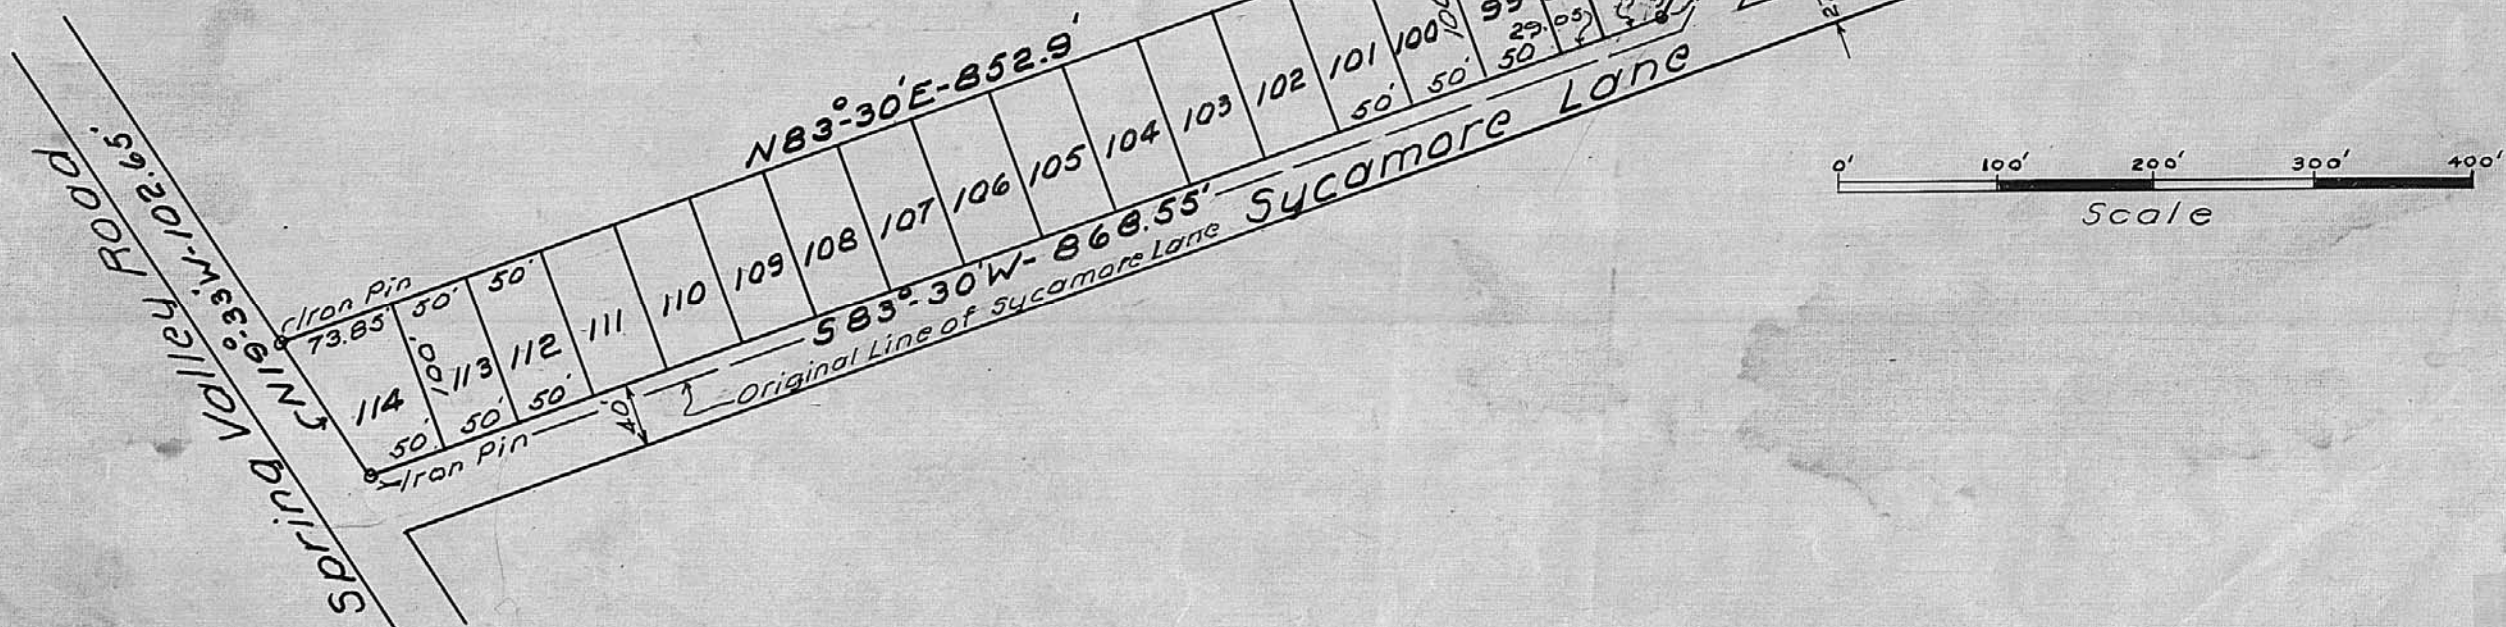 N83°-30'E-852.9'
Spring Valley Road
N19°-33'W-102.65'
Iron Pin
73.85'
50'
50'
100'
114
113
112
111
110
109
108
107
106
105
104
103
102
101
100
99
50'
50'
50'
50'
50'
50
29.05
Iron Pin
40'
S83°-30'W-868.55'
Original Line of Sycamore Lane
Sycamore Lane
0' 100' 200' 300' 400'
Scale